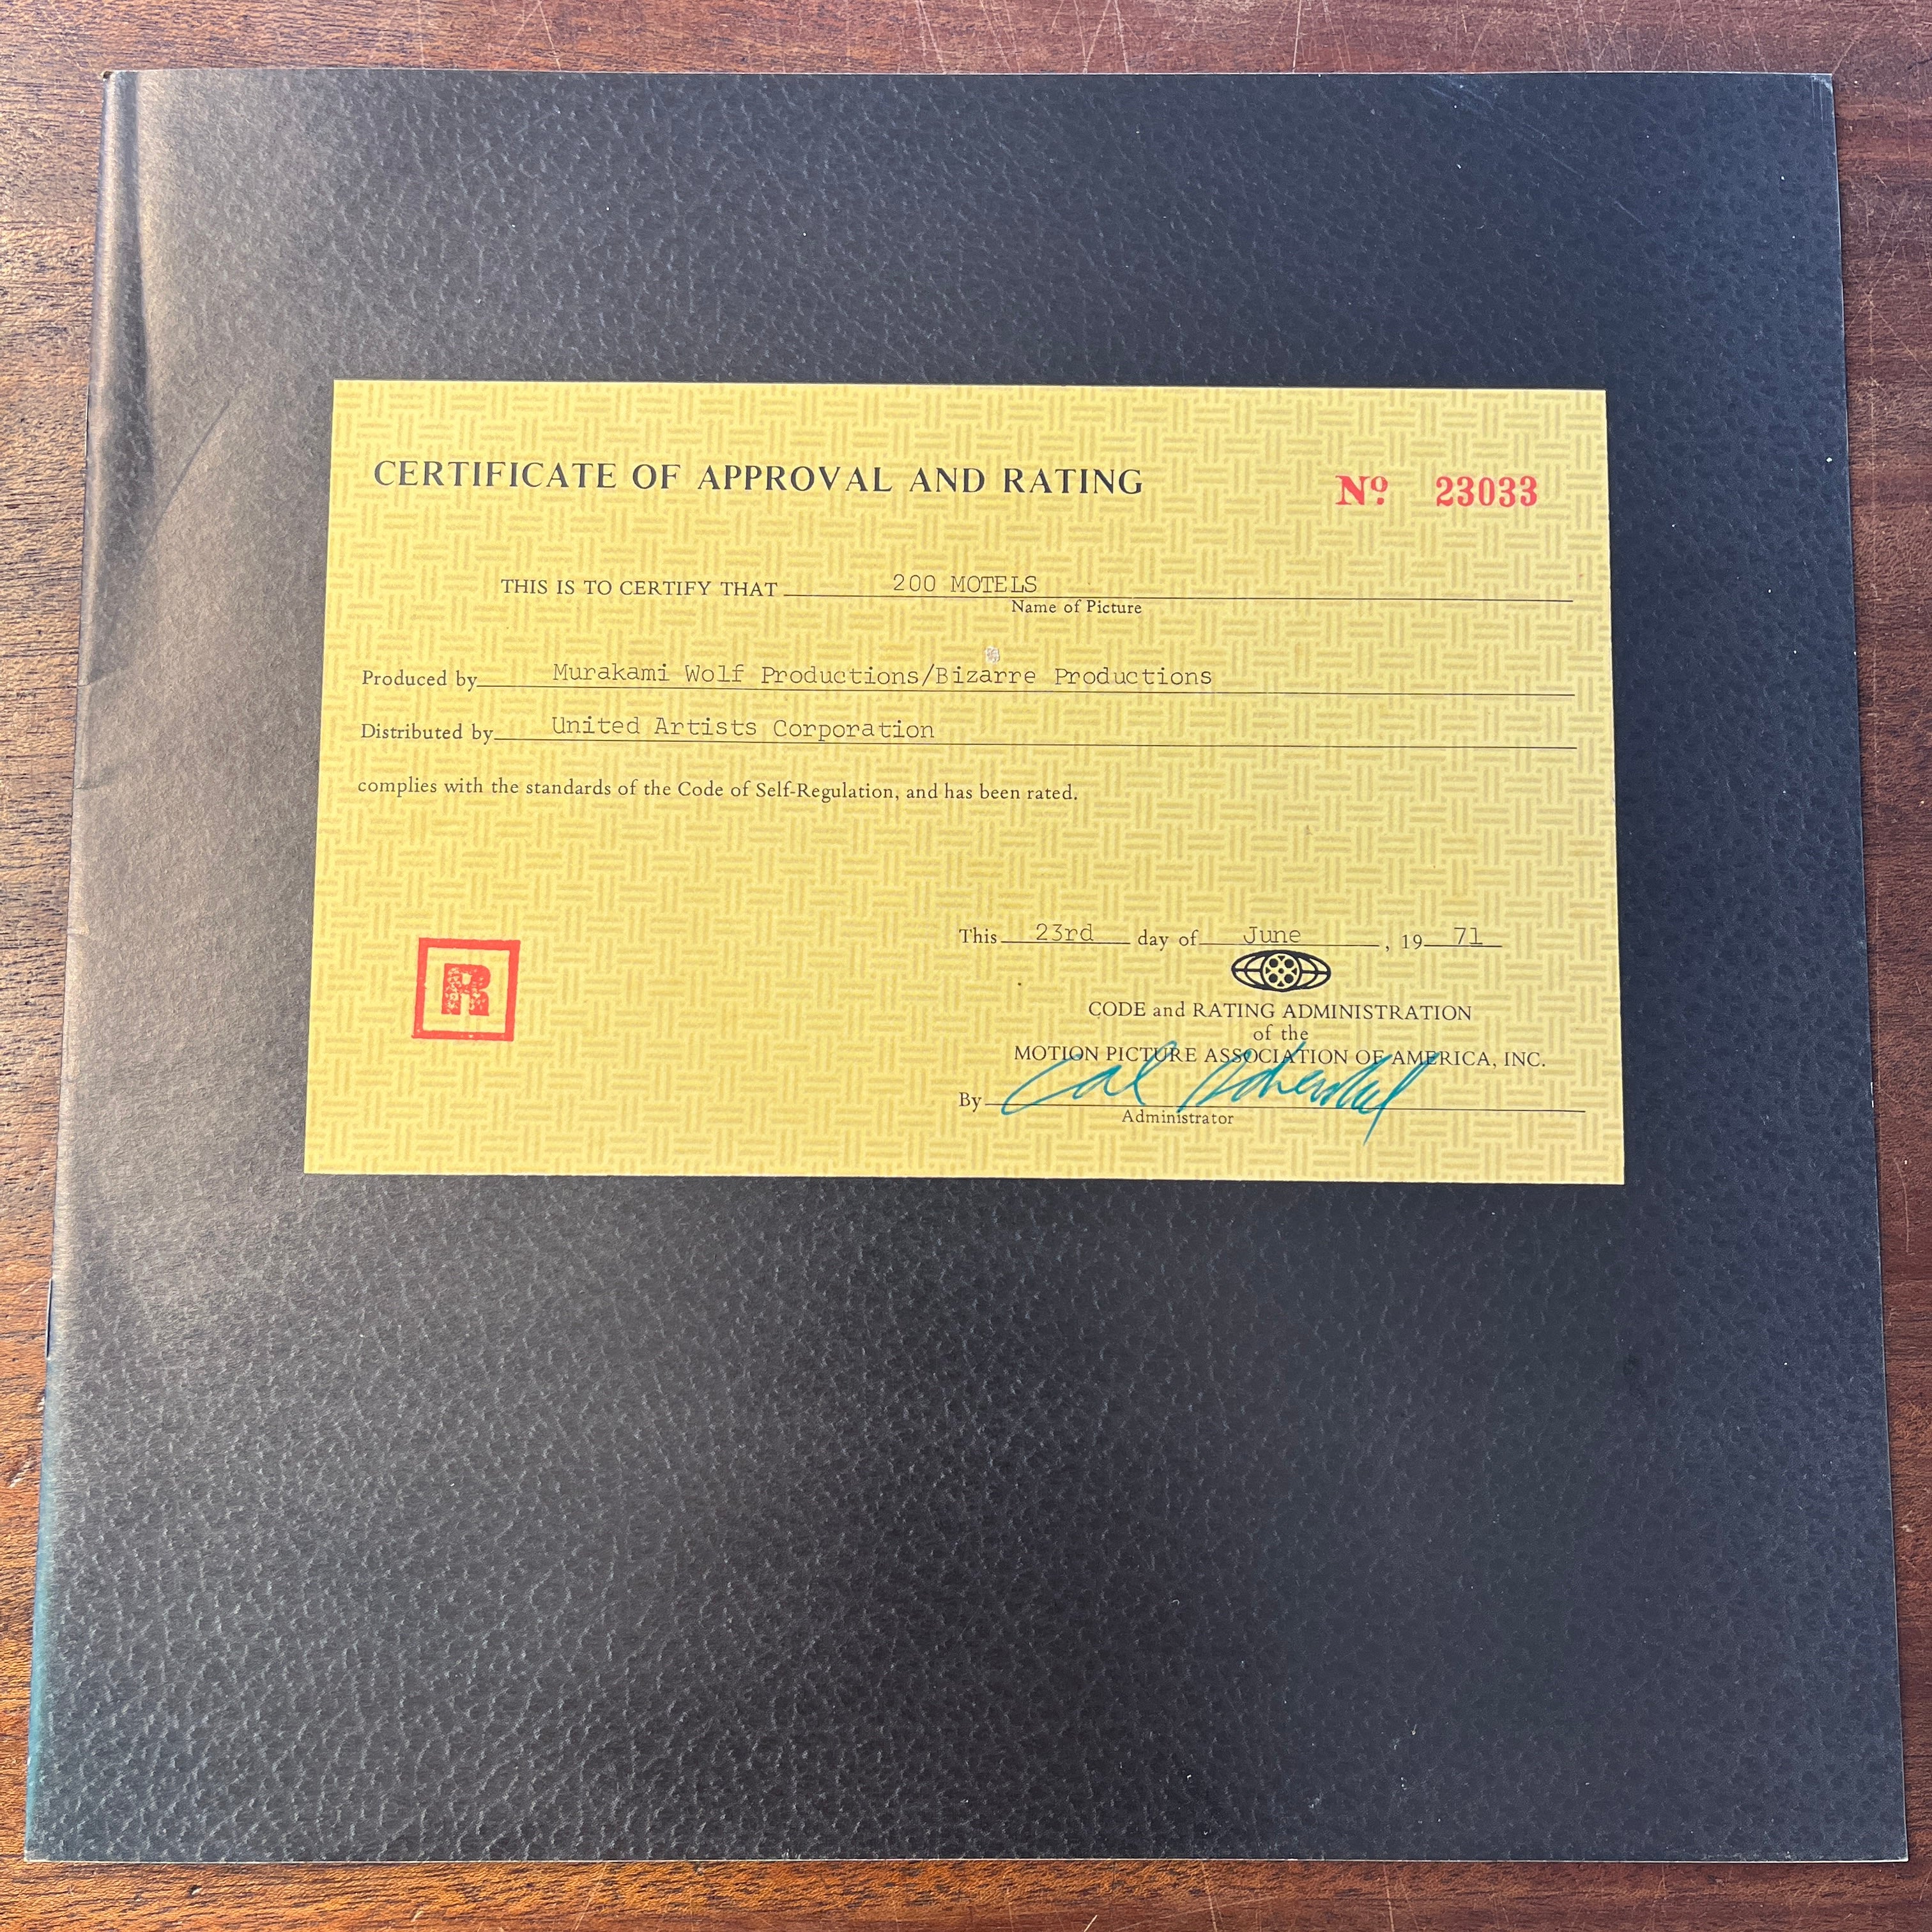 CERTIFICATE OF APPROVAL AND RATING
Nº. 23033
THIS IS TO CERTIFY THAT 200 MOTELS
Name of Picture
Produced by Murakami Wolf Productions/Bizarre Productions
Distributed by United Artists Corporation
complies with the standards of the Code of Self-Regulation, and has been rated.
This 23rd day of June, 19 71
R
CODE and RATING ADMINISTRATION
of the
MOTION PICTURE ASSOCIATION OF AMERICA, INC.
By Cal Schenkel
Administrator